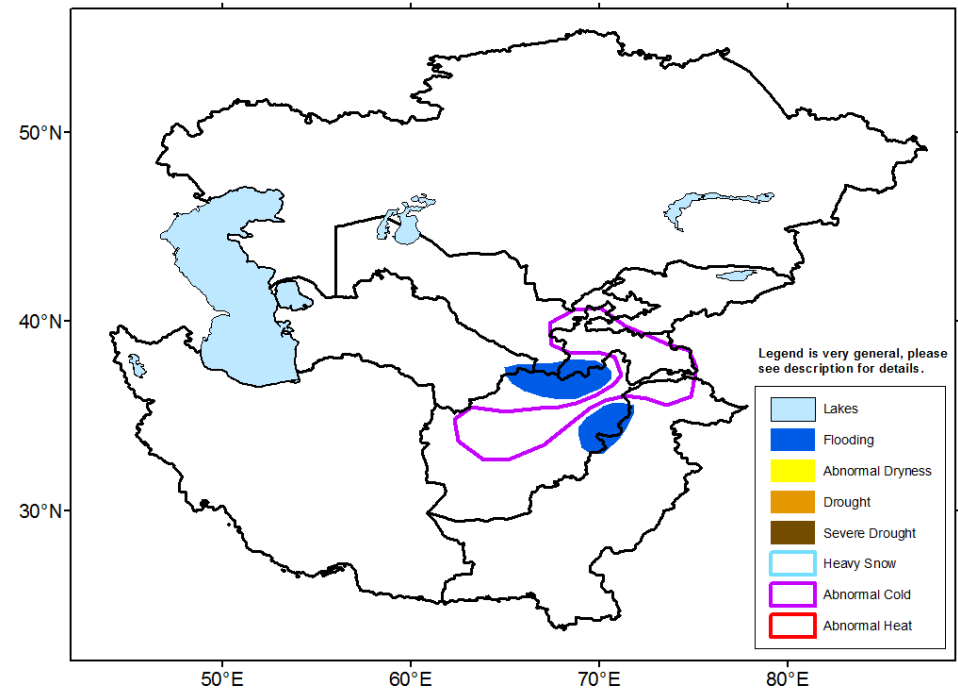 50°N
40°N
30°N
50°E
60°E
70°E
80°E
Legend is very general, please
see description for details.
Lakes
Flooding
Abnormal Dryness
Drought
Severe Drought
Heavy Snow
Abnormal Cold
Abnormal Heat